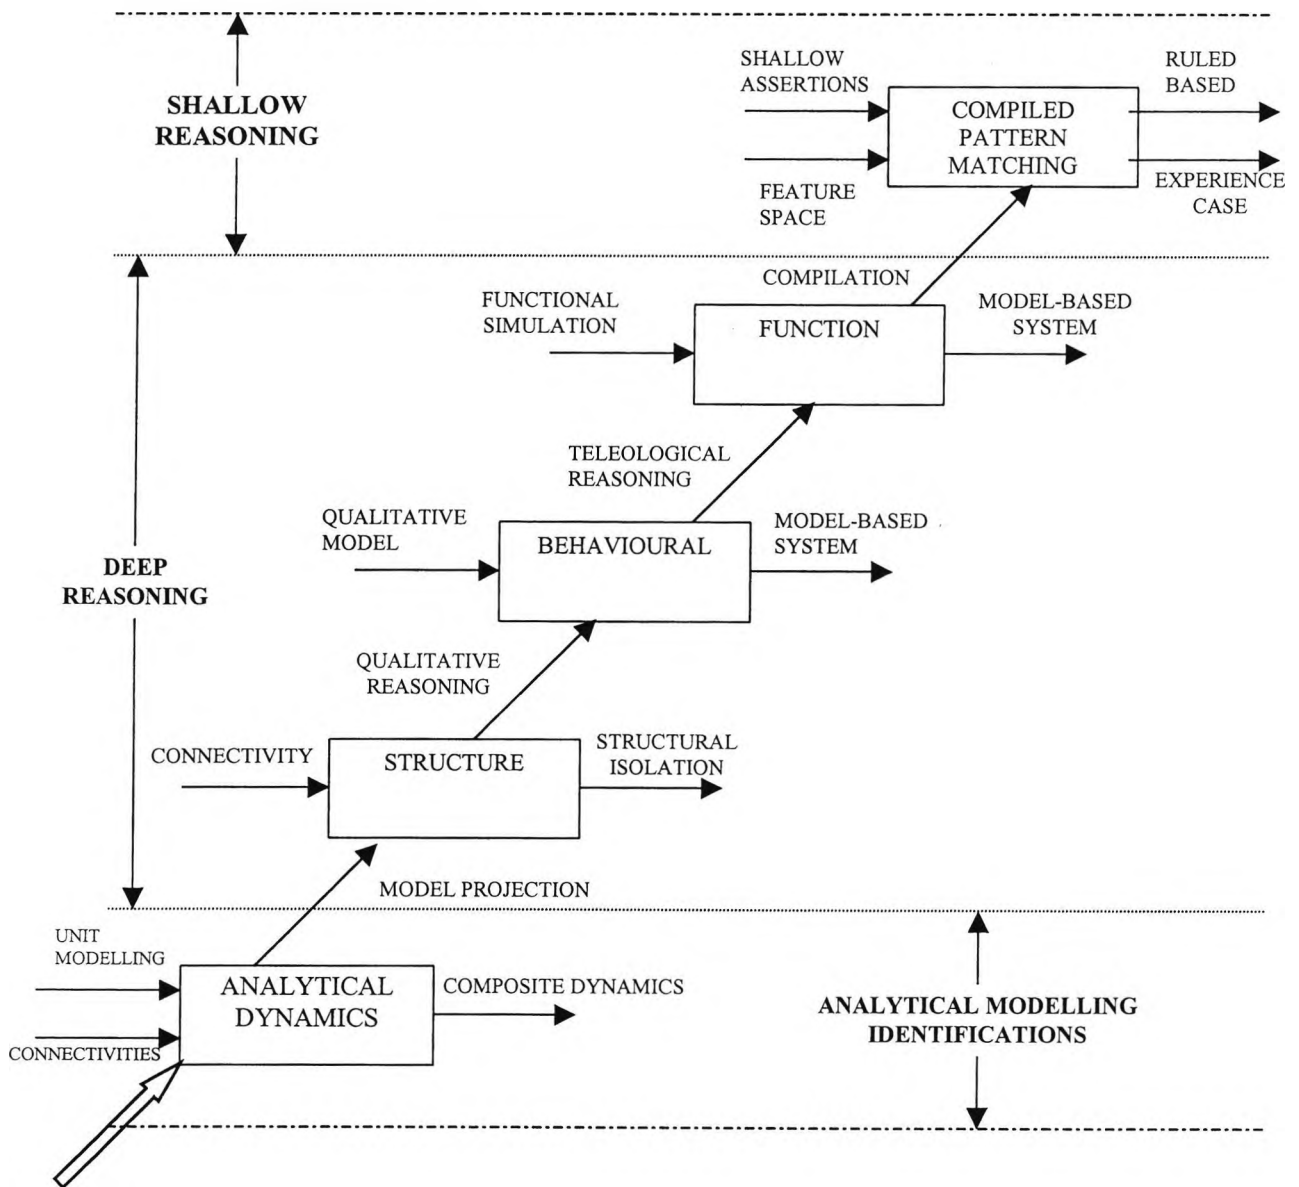 SHALLOW
ASSERTIONS
RULED
BASED
SHALLOW
REASONING
COMPILED
PATTERN
MATCHING
FEATURE
SPACE
EXPERIENCE
CASE
COMPILATION
FUNCTIONAL
SIMULATION
FUNCTION
MODEL-BASED
SYSTEM
TELEOLOGICAL
REASONING
QUALITATIVE
MODEL
BEHAVIOURAL
MODEL-BASED
SYSTEM
DEEP
REASONING
QUALITATIVE
REASONING
CONNECTIVITY
STRUCTURE
STRUCTURAL
ISOLATION
MODEL PROJECTION
UNIT
MODELLING
ANALYTICAL
DYNAMICS
COMPOSITE DYNAMICS
ANALYTICAL MODELLING
IDENTIFICATIONS
CONNECTIVITIES